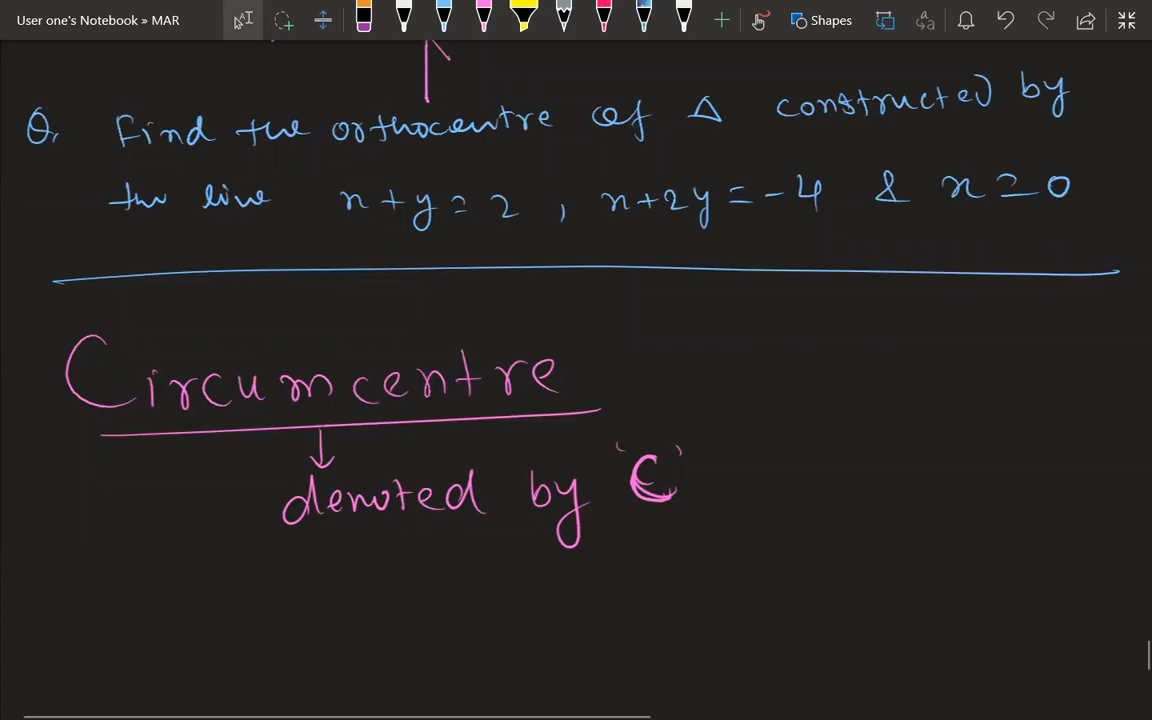 User one's Notebook » MAR
Shapes
Q. Find the orthocentre of Δ constructed by
the line x+y=2, x+2y=-4 & x=0
Circumcentre
↓
denoted by 'C'